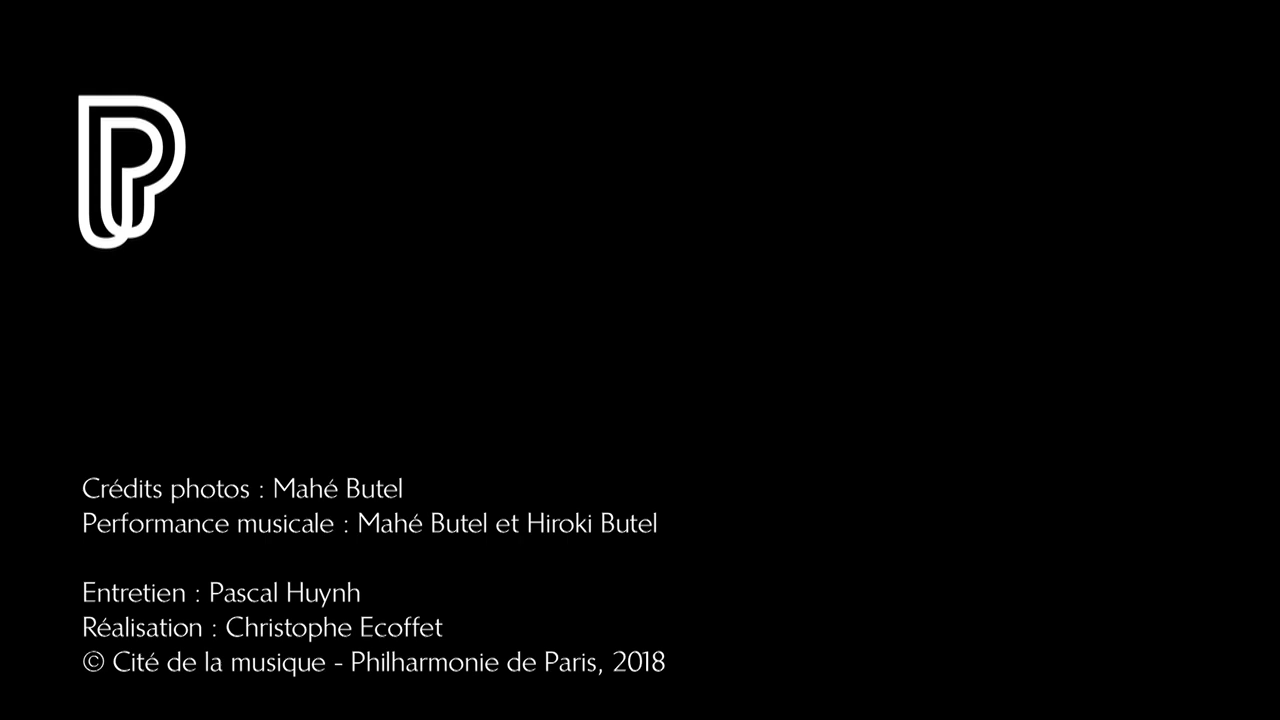 Crédits photos : Mahé Butel
Performance musicale : Mahé Butel et Hiroki Butel
Entretien : Pascal Huynh
Réalisation : Christophe Ecoffet
© Cité de la musique - Philharmonie de Paris, 2018